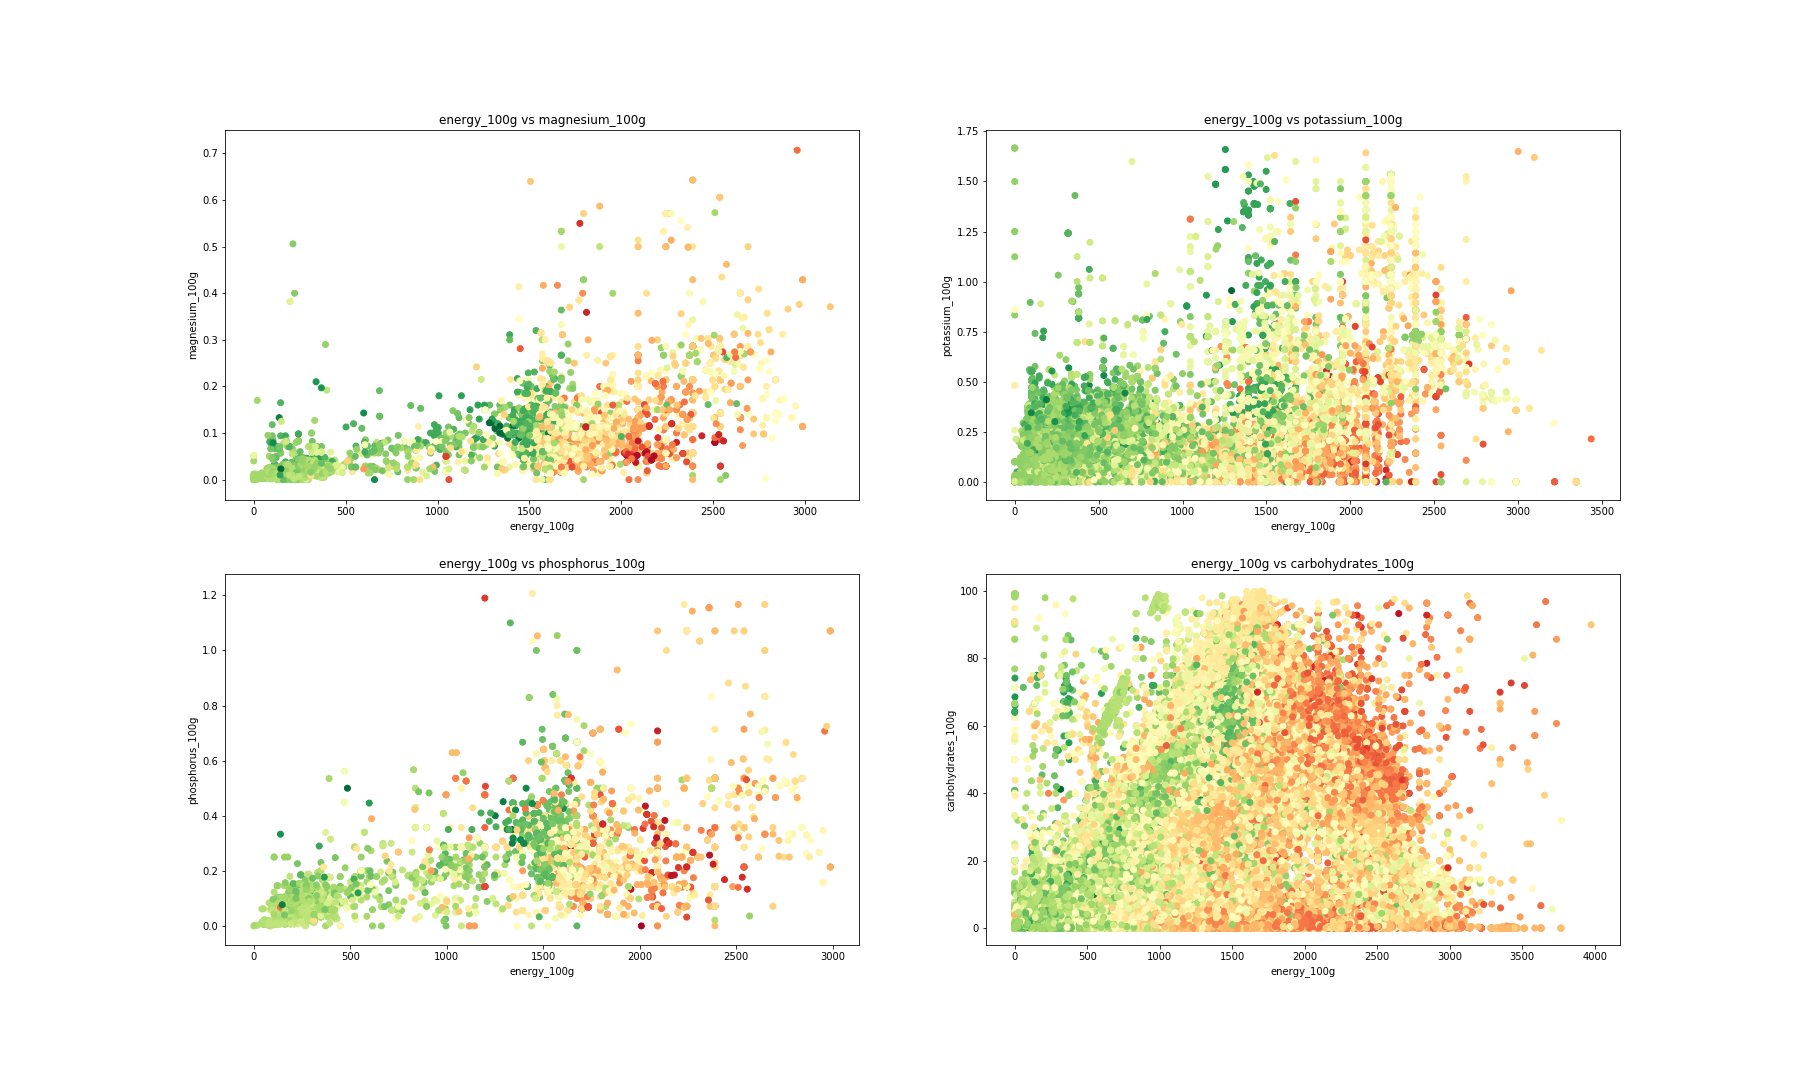 energy_100g vs magnesium_100g
magnesium_100g
0.7
0.6
0.5
0.4
0.3
0.2
0.1
0.0
0 500 1000 1500 2000 2500 3000
energy_100g
energy_100g vs potassium_100g
potassium_100g
1.75
1.50
1.25
1.00
0.75
0.50
0.25
0.00
0 500 1000 1500 2000 2500 3000 3500
energy_100g
energy_100g vs phosphorus_100g
phosphorus_100g
1.2
1.0
0.8
0.6
0.4
0.2
0.0
0 500 1000 1500 2000 2500 3000
energy_100g
energy_100g vs carbohydrates_100g
carbohydrates_100g
100
80
60
40
20
0
0 500 1000 1500 2000 2500 3000 3500 4000
energy_100g